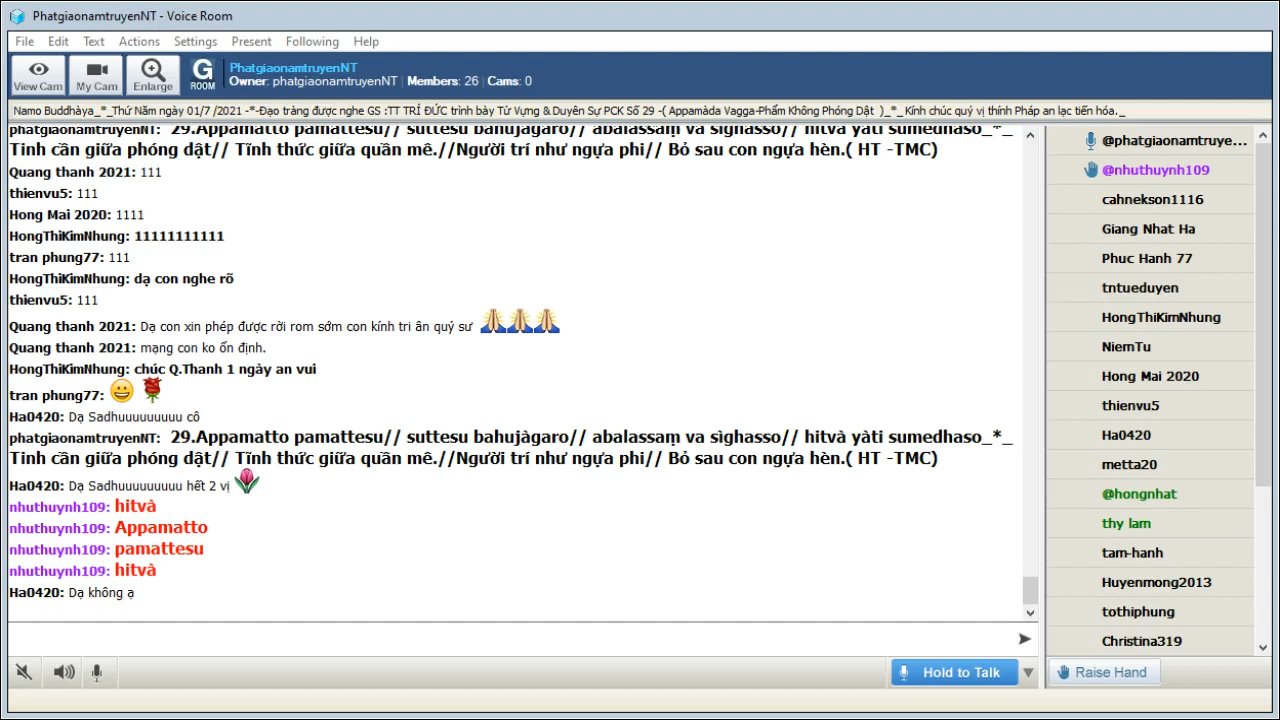 PhatgiaonamtruyenNT - Voice Room
File Edit Text Actions Settings Present Following Help
View Cam My Cam Enlarge G ROOM
PhatgiaonamtruyenNT
Owner: phatgiaonamtruyenNT Members: 26 Cams: 0
Namo Buddhàya_*_Thứ Năm ngày 01/7 /2021 -*-Đạo tràng được nghe GS :TT TRÍ ĐỨC trình bày Từ Vựng & Duyên Sự PCK Số 29 -( Appamàda Vagga-Phẩm Không Phóng Dật )_*_Kính chúc quý vị thính Pháp an lạc tiến hóa._
phatgiaonamtruyenNT: 29.Appamatto pamattesu// suttesu bahujàgaro// abalassaṃ va sìghasso// hitvà yàti sumedhaso_*_
Tinh cần giữa phóng dật// Tĩnh thức giữa quần mê.//Người trí như ngựa phi// Bỏ sau con ngựa hèn.( HT -TMC)
Quang thanh 2021: 111
thienvu5: 111
Hong Mai 2020: 1111
HongThiKimNhung: 11111111111
tran phung77: 111
HongThiKimNhung: dạ con nghe rõ
thienvu5: 111
Quang thanh 2021: Dạ con xin phép được rời rom sớm con kính tri ân quý sư
Quang thanh 2021: mạng con ko ổn định.
HongThiKimNhung: chúc Q.Thanh 1 ngày an vui
tran phung77:
Ha0420: Dạ Sadhuuuuuuuuu cô
phatgiaonamtruyenNT: 29.Appamatto pamattesu// suttesu bahujàgaro// abalassaṃ va sìghasso// hitvà yàti sumedhaso_*_
Tinh cần giữa phóng dật// Tĩnh thức giữa quần mê.//Người trí như ngựa phi// Bỏ sau con ngựa hèn.( HT -TMC)
Ha0420: Dạ Sadhuuuuuuuuu hết 2 vị
nhuthuynh109: hitvà
nhuthuynh109: Appamatto
nhuthuynh109: pamattesu
nhuthuynh109: hitvà
Ha0420: Dạ không ạ
Hold to Talk
@phatgiaonamtruye...
@nhuthuynh109
cahnekson1116
Giang Nhat Ha
Phuc Hanh 77
tntueduyen
HongThiKimNhung
NiemTu
Hong Mai 2020
thienvu5
Ha0420
metta20
@hongnhat
thy lam
tam-hanh
Huyenmong2013
tothiphung
Christina319
Raise Hand